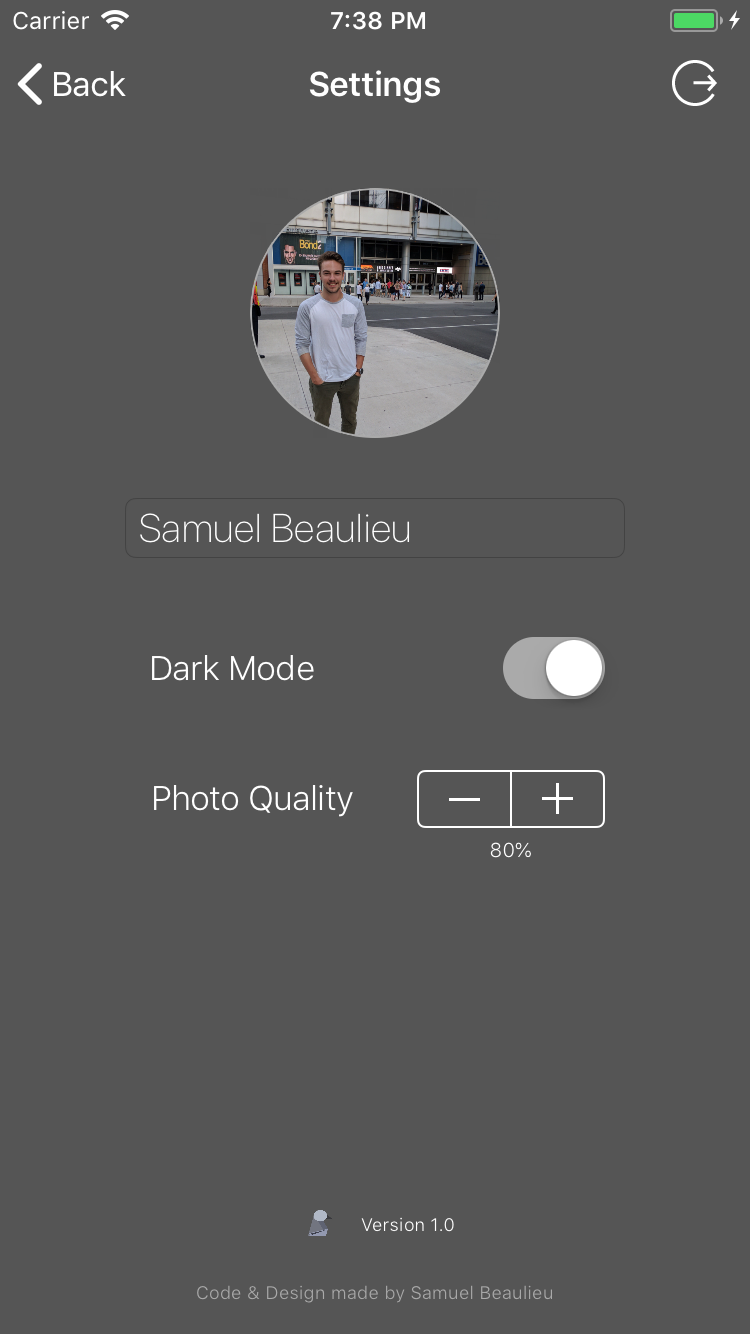 Carrier 7:38 PM
Back Settings
Bond
Samuel Beaulieu
Dark Mode
Photo Quality
80%
Version 1.0
Code & Design made by Samuel Beaulieu